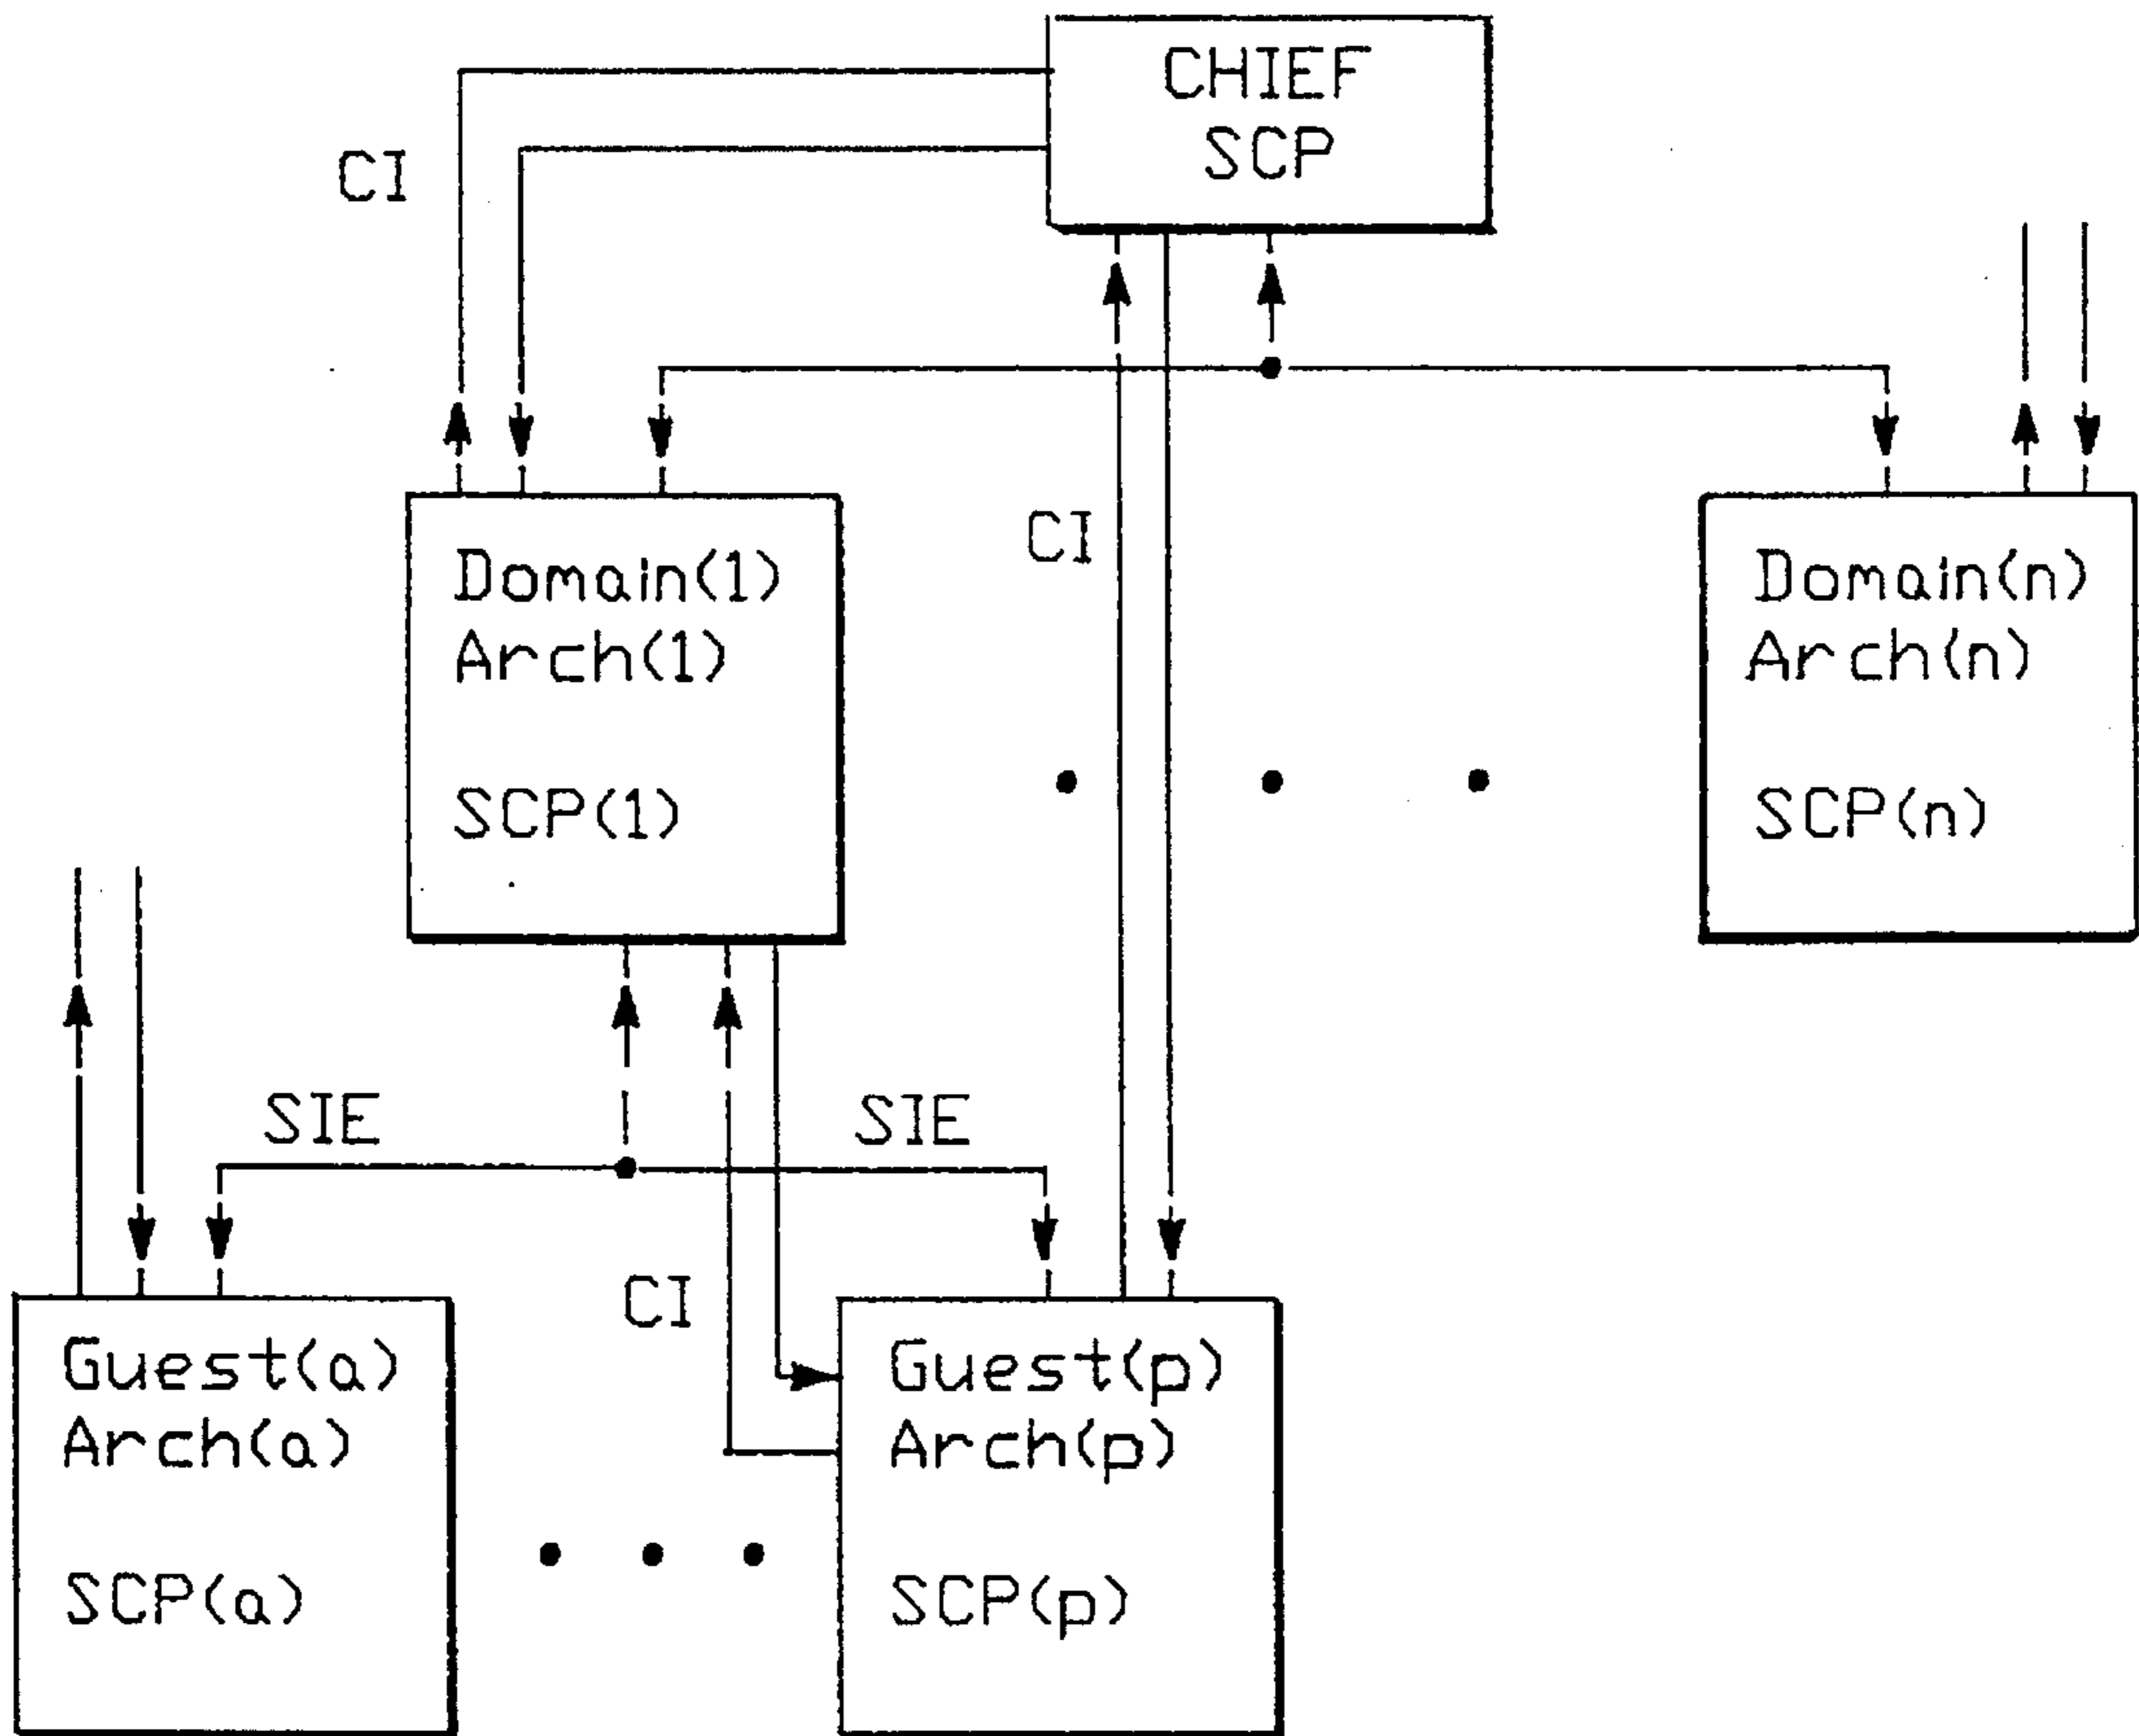 CHIEF
SCP
CI
CI
Domain(1)
Arch(1)
SCP(1)
Domain(n)
Arch(n)
SCP(n)
SIE
SIE
CI
Guest(a)
Arch(a)
SCP(a)
Guest(p)
Arch(p)
SCP(p)